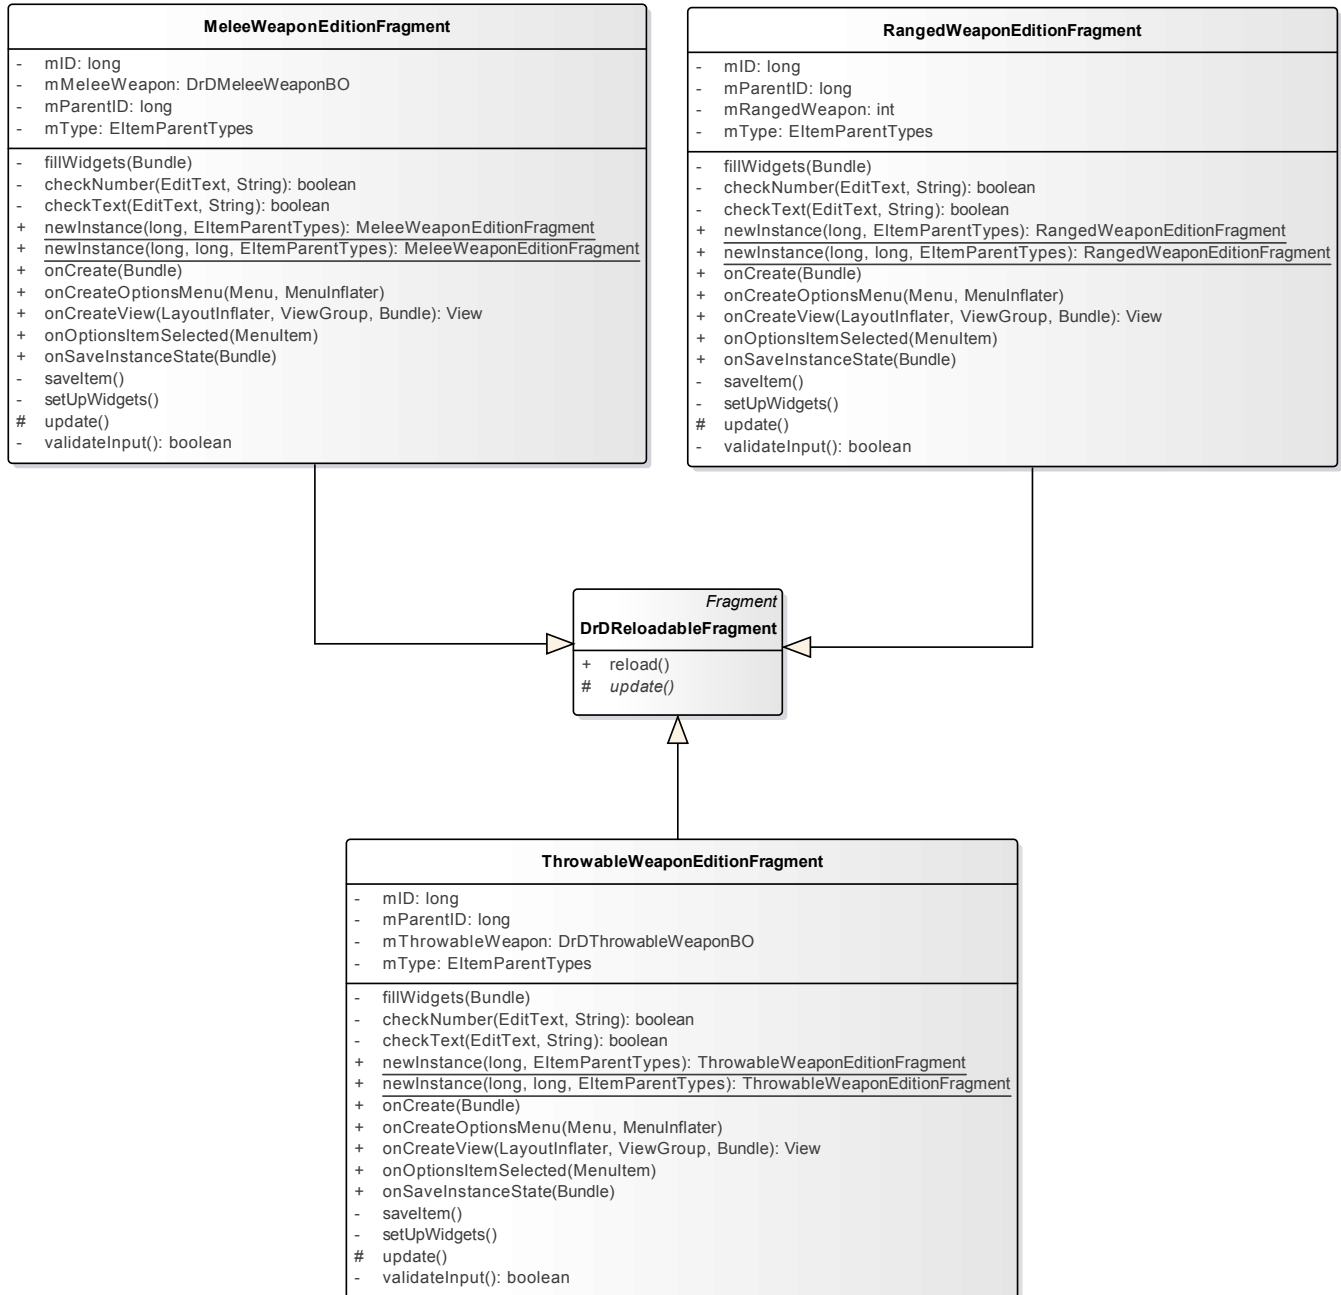 MeleeWeaponEditionFragment
- mID: long
- mMeleeWeapon: DrDMeleeWeaponBO
- mParentID: long
- mType: EItemParentTypes
- fillWidgets(Bundle)
- checkNumber(EditText, String): boolean
- checkText(EditText, String): boolean
+ newInstance(long, EItemParentTypes): MeleeWeaponEditionFragment
+ newInstance(long, long, EItemParentTypes): MeleeWeaponEditionFragment
+ onCreate(Bundle)
+ onCreateOptionsMenu(Menu, MenuInflater)
+ onCreateView(LayoutInflater, ViewGroup, Bundle): View
+ onOptionsItemSelected(MenuItem)
+ onSaveInstanceState(Bundle)
- saveItem()
- setUpWidgets()
# update()
- validateInput(): boolean
RangedWeaponEditionFragment
- mID: long
- mParentID: long
- mRangedWeapon: int
- mType: EItemParentTypes
- fillWidgets(Bundle)
- checkNumber(EditText, String): boolean
- checkText(EditText, String): boolean
+ newInstance(long, EItemParentTypes): RangedWeaponEditionFragment
+ newInstance(long, long, EItemParentTypes): RangedWeaponEditionFragment
+ onCreate(Bundle)
+ onCreateOptionsMenu(Menu, MenuInflater)
+ onCreateView(LayoutInflater, ViewGroup, Bundle): View
+ onOptionsItemSelected(MenuItem)
+ onSaveInstanceState(Bundle)
- saveItem()
- setUpWidgets()
# update()
- validateInput(): boolean
Fragment
DrDReloadableFragment
+ reload()
# update()
ThrowableWeaponEditionFragment
- mID: long
- mParentID: long
- mThrowableWeapon: DrDThrowableWeaponBO
- mType: EItemParentTypes
- fillWidgets(Bundle)
- checkNumber(EditText, String): boolean
- checkText(EditText, String): boolean
+ newInstance(long, EItemParentTypes): ThrowableWeaponEditionFragment
+ newInstance(long, long, EItemParentTypes): ThrowableWeaponEditionFragment
+ onCreate(Bundle)
+ onCreateOptionsMenu(Menu, MenuInflater)
+ onCreateView(LayoutInflater, ViewGroup, Bundle): View
+ onOptionsItemSelected(MenuItem)
+ onSaveInstanceState(Bundle)
- saveItem()
- setUpWidgets()
# update()
- validateInput(): boolean